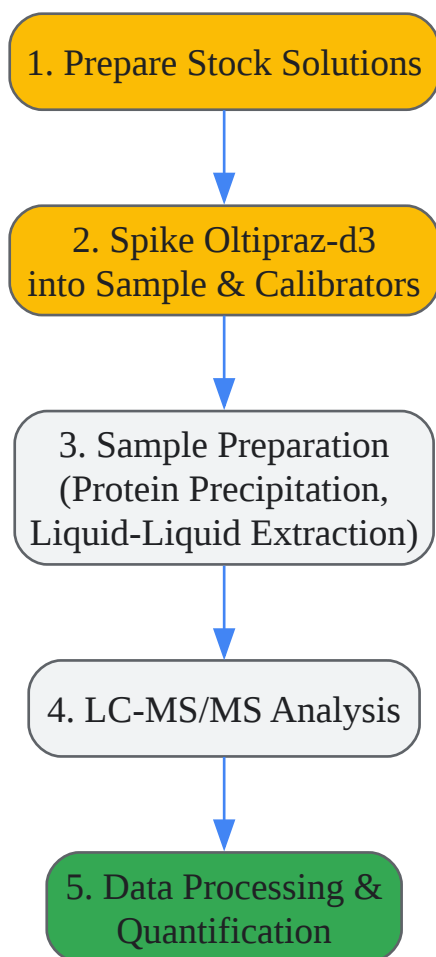 1. Prepare Stock Solutions
2. Spike Oltipraz-d3
into Sample & Calibrators
3. Sample Preparation
(Protein Precipitation,
Liquid-Liquid Extraction)
4. LC-MS/MS Analysis
5. Data Processing &
Quantification